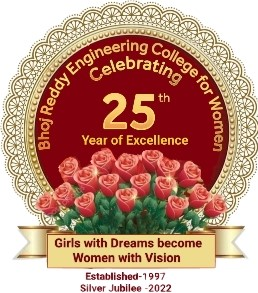 Bhoj Reddy Engineering College for Women
Celebrating
25th
Year of Excellence
Girls with Dreams become
Women with Vision
Established-1997
Silver Jubilee -2022